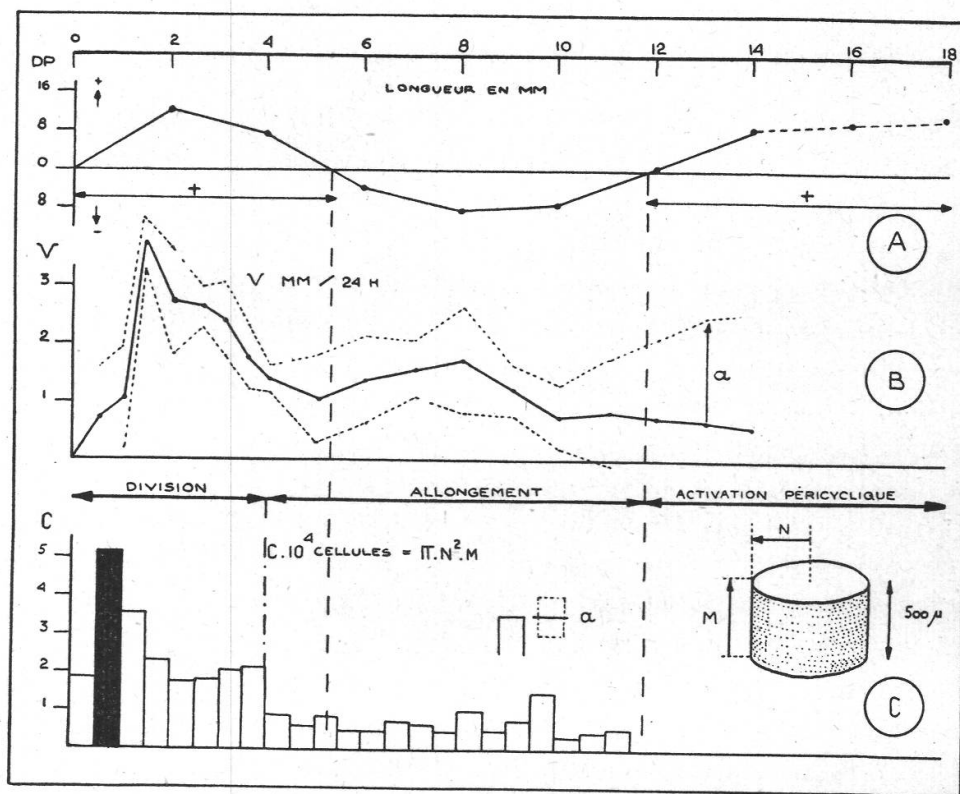 0 2 4 6 8 10 12 14 16 18
DP
LONGUEUR EN MM
16
8
0
8
+
-
+
+
A
V
3
2
1
V MM / 24 H
a
B
DIVISION
ALLONGEMENT
ACTIVATION PÉRICYCLIQUE
C
5
4
3
2
1
C.10⁴ CELLULES = π.N².M
a
N
M
500 μ
C